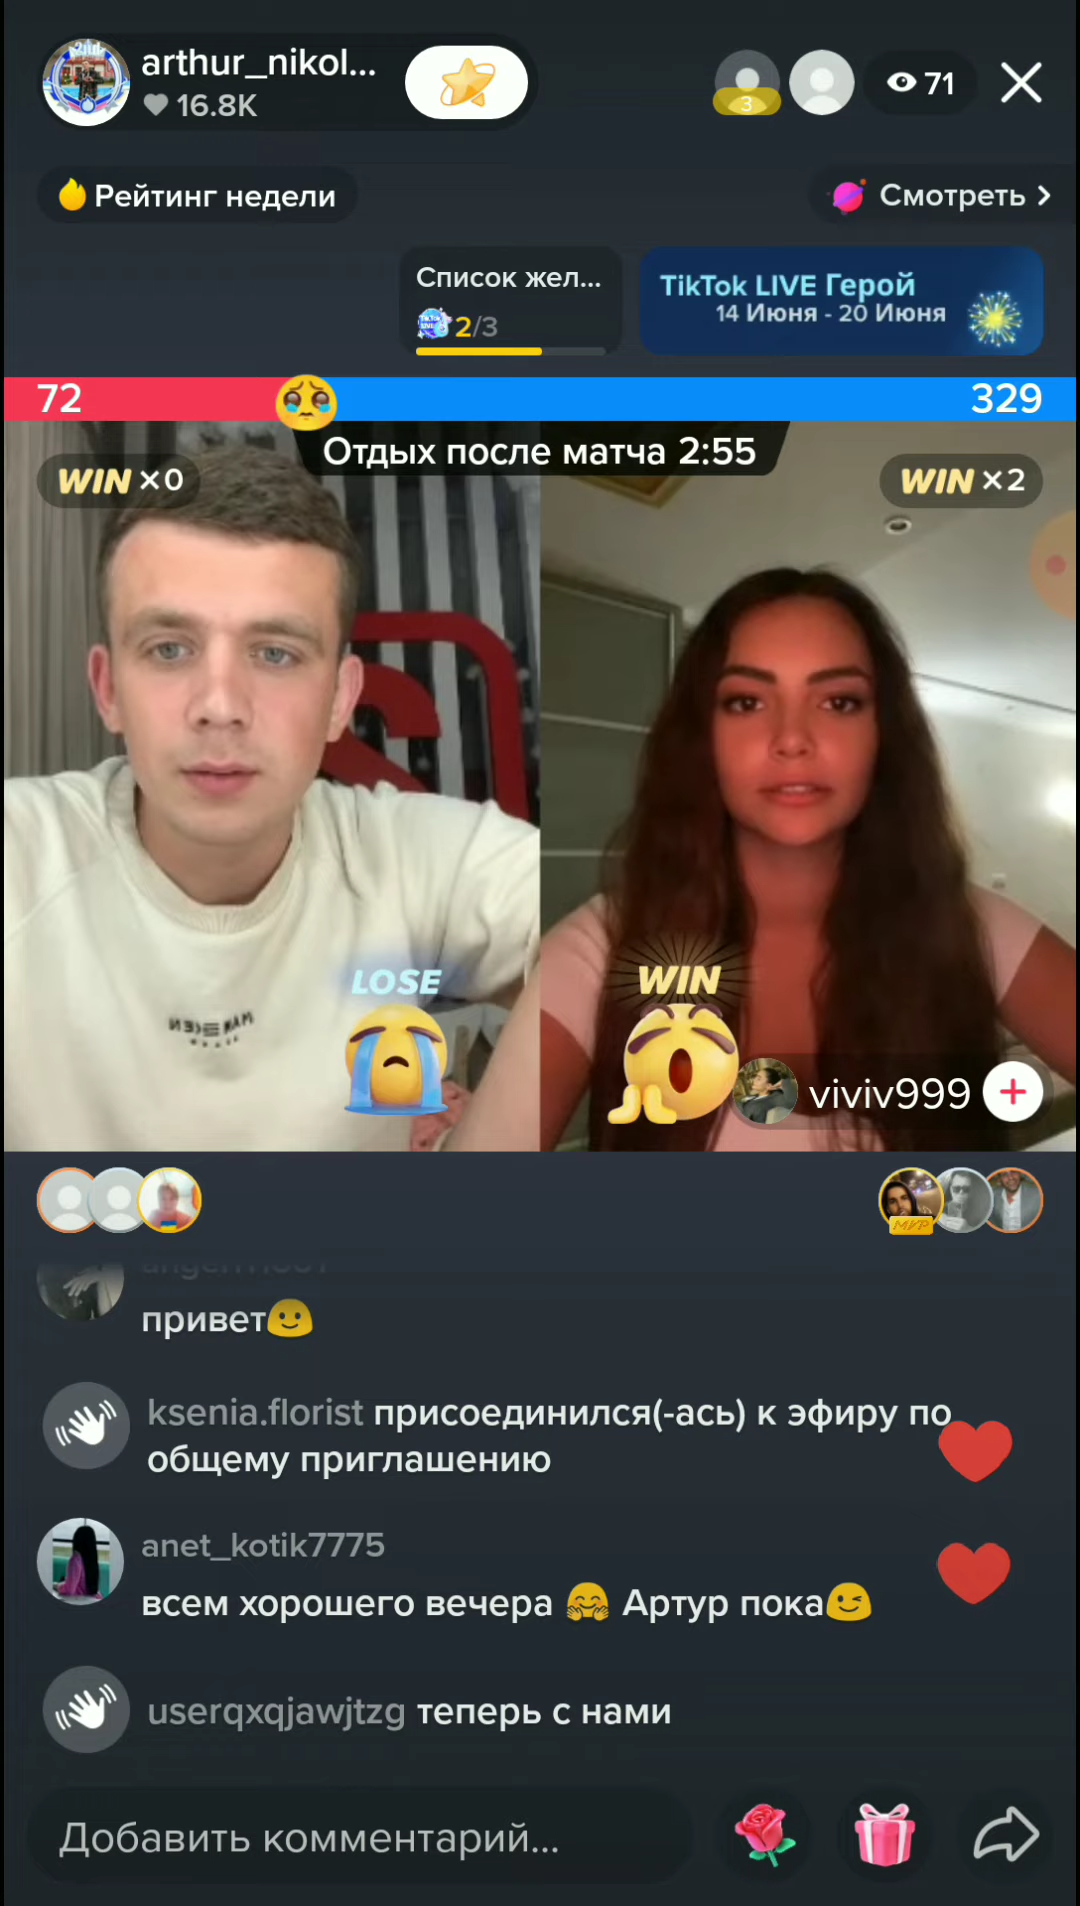 arthur_nikol...
16.8K
3
71
Рейтинг недели
Смотреть
Список жел...
2/3
TikTok LIVE Герой
14 Июня - 20 Июня
72
329
Отдых после матча 2:55
WIN ×0
WIN ×2
LOSE
WIN
viviv999
МVР
привет🙂
ksenia.florist присоединился(-ась) к эфиру по
общему приглашению
anet_kotik7775
всем хорошего вечера 🤗 Артур пока😉
userqxqjawjtzg теперь с нами
Добавить комментарий...